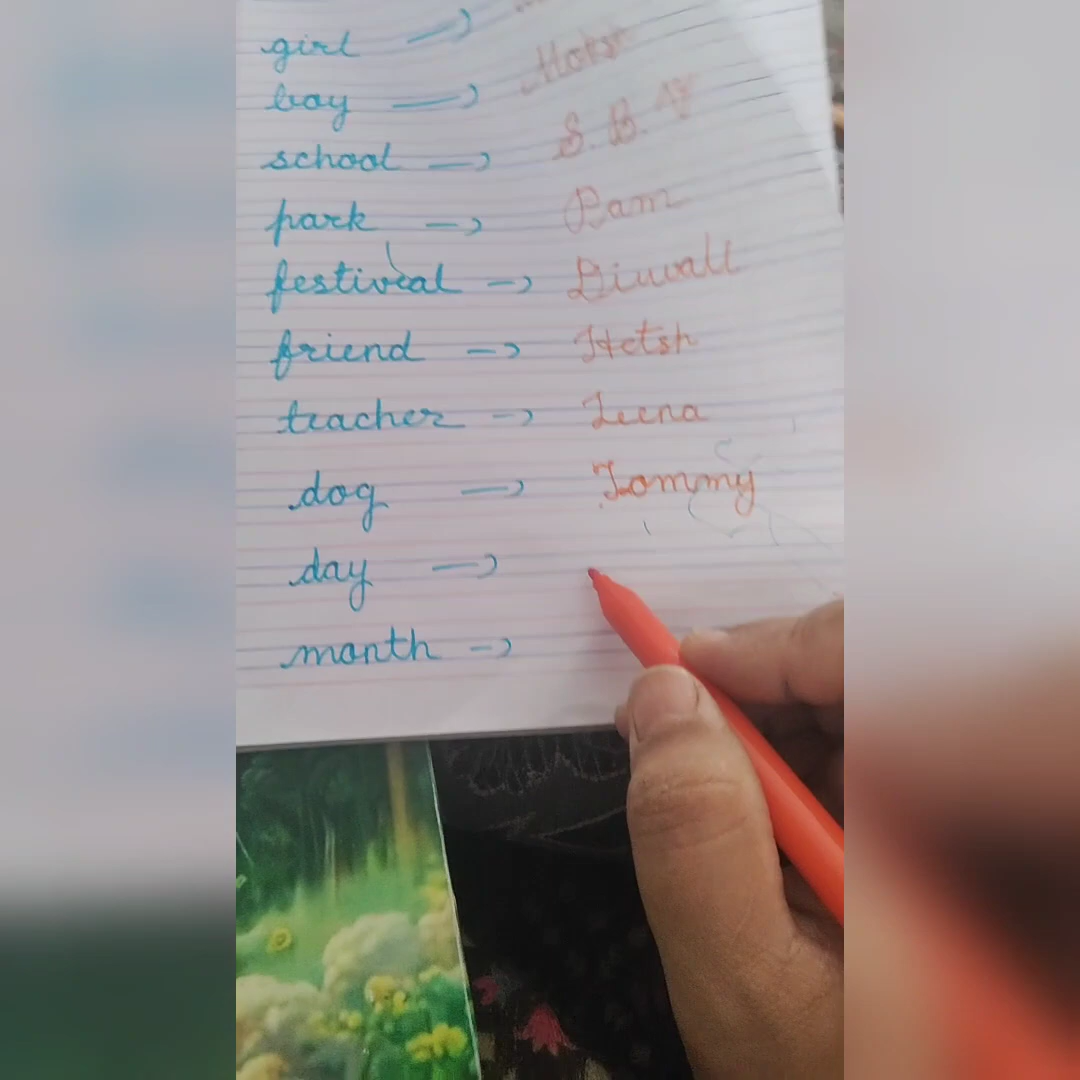 girl →
boy →
school → S. B. V
park → Ram
festival → Diwali
friend → Hetsh
teacher → Leena
dog → Tommy
day →
month →